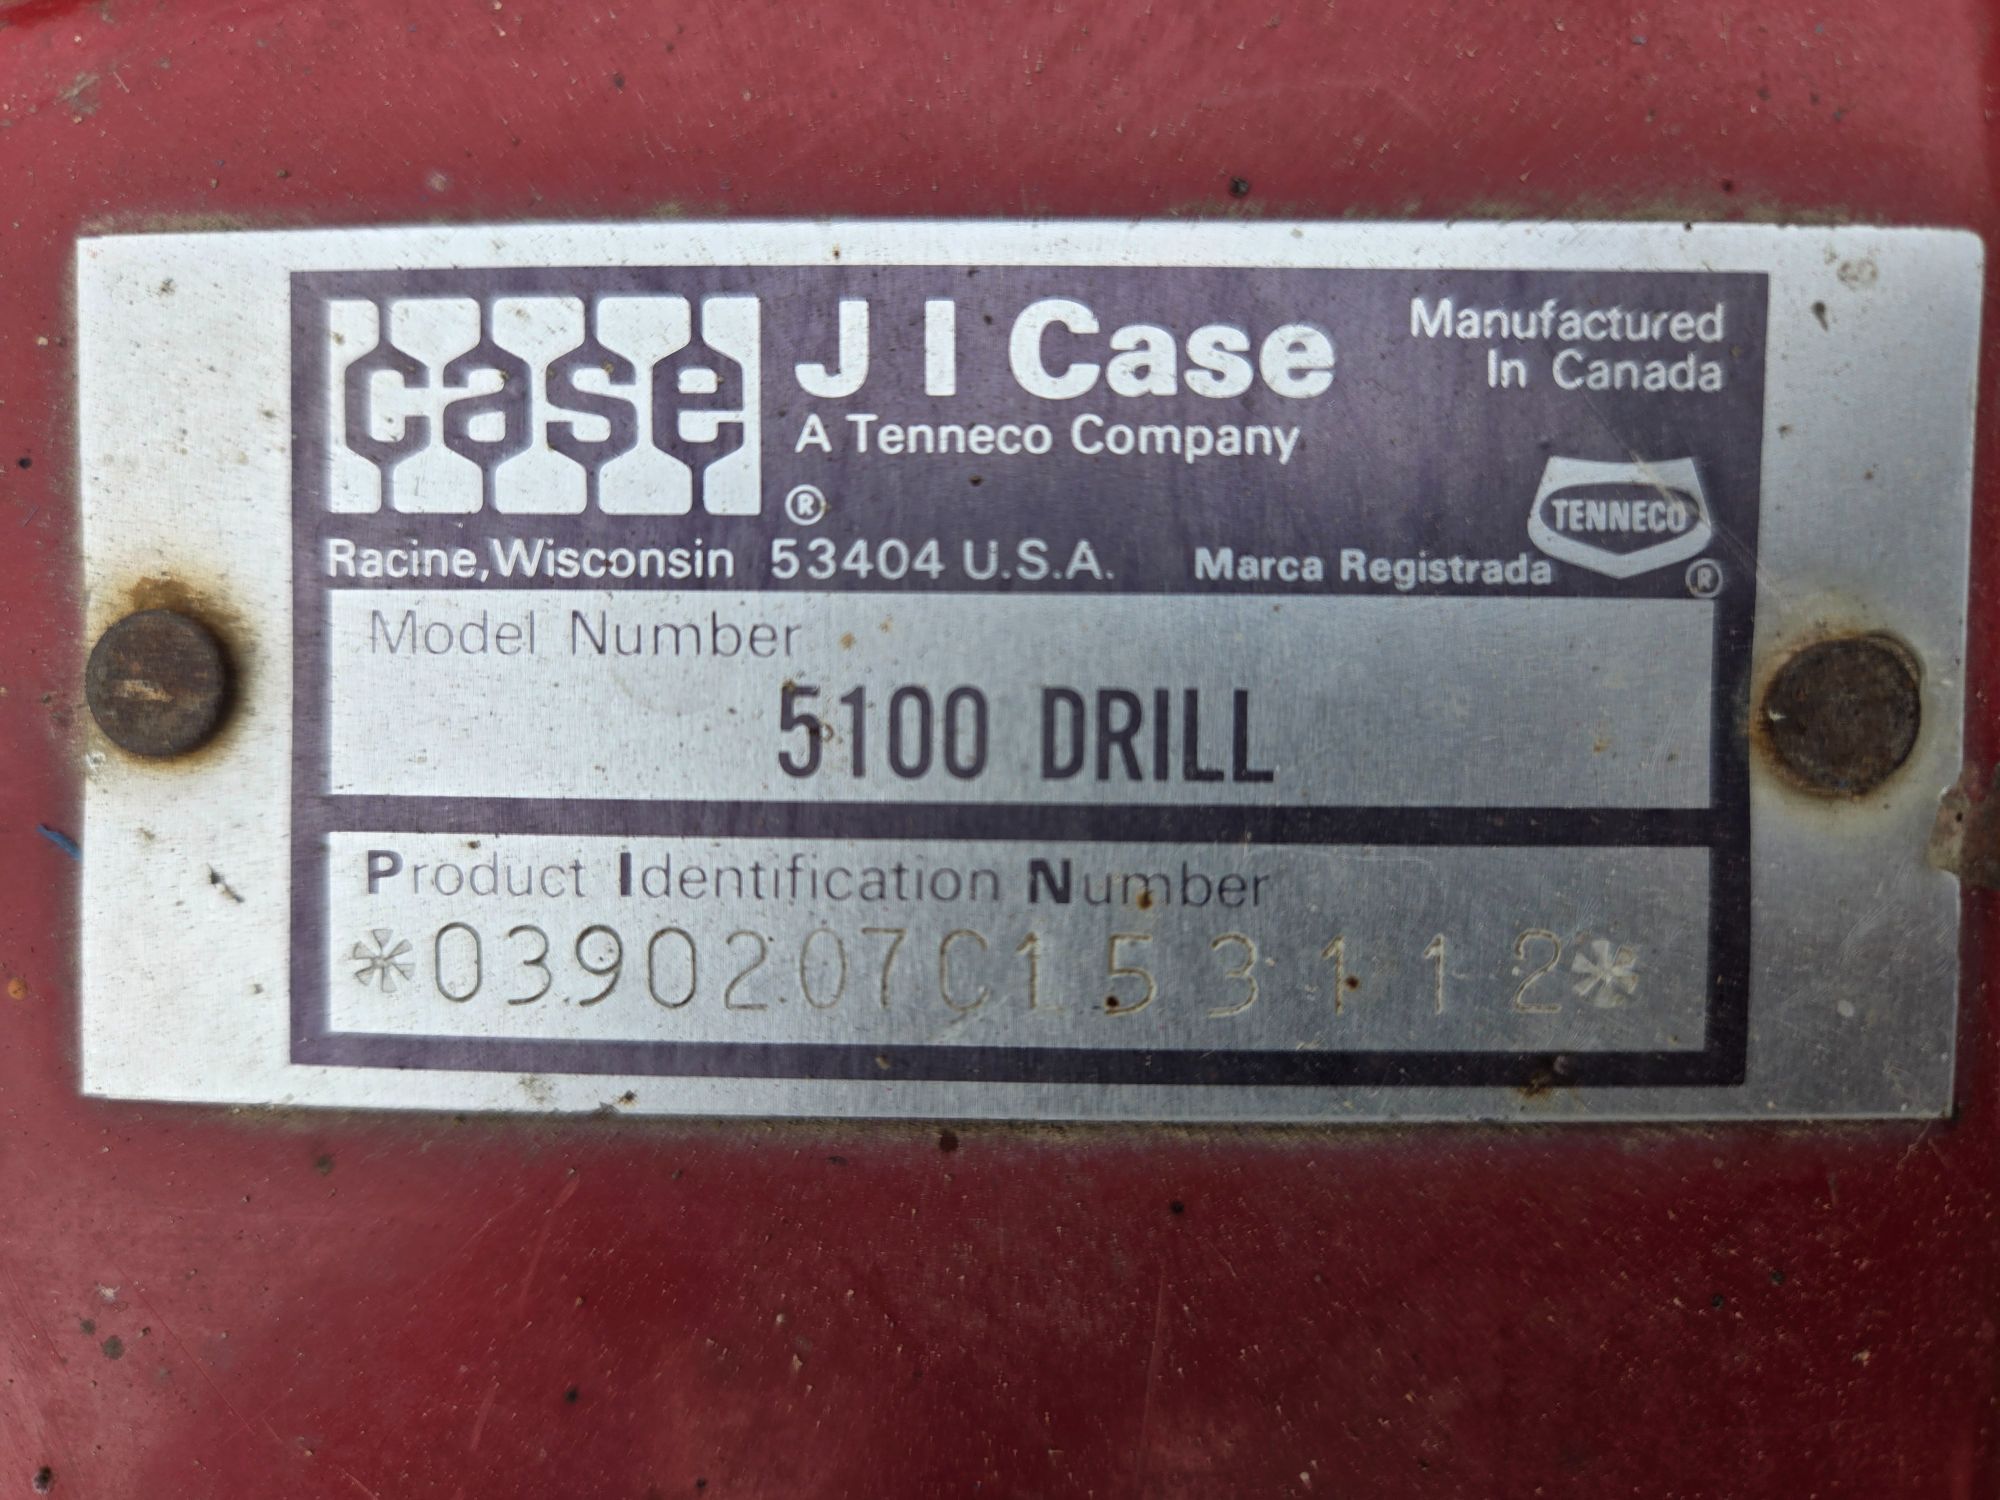 case
J I Case
Manufactured
In Canada
A Tenneco Company
®
TENNECO
Racine, Wisconsin 53404 U.S.A.
Marca Registrada
®
Model Number
5100 DRILL
Product Identification Number
*0390207C153112*